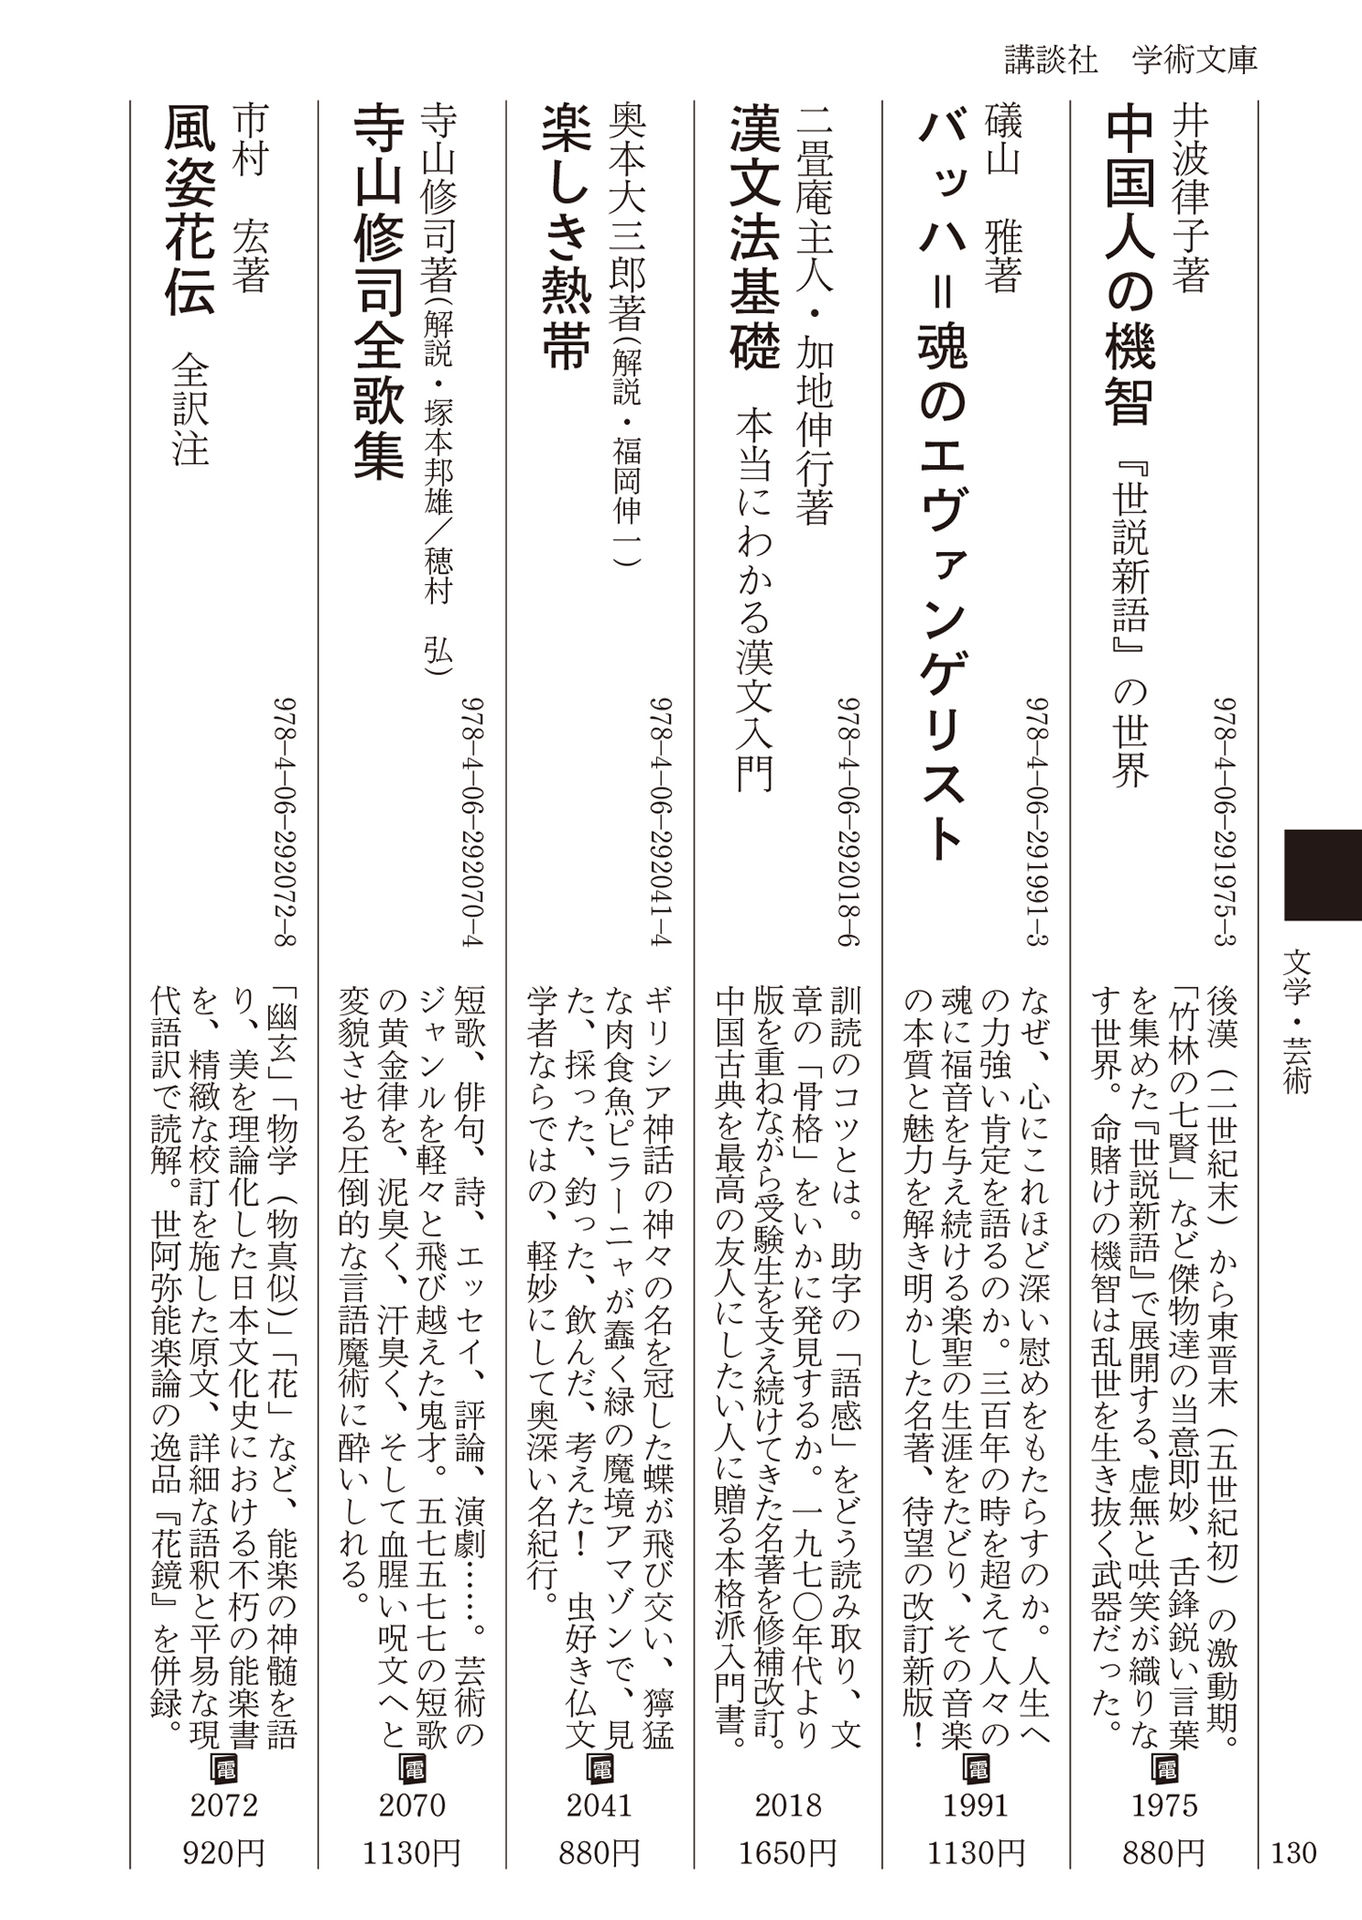 講談社　学術文庫
文学・芸術
130
井波律子著
中国人の機智　『世説新語』の世界
978-4-06-291975-3
後漢（二世紀末）から東晋末（五世紀初）の激動期。
「竹林の七賢」など傑物達の当意即妙、舌鋒鋭い言葉
を集めた『世説新語』で展開する、虚無と哄笑が織りな
す世界。命賭けの機智は乱世を生き抜く武器だった。
電
1975
880円
礒山　雅著
バッハ＝魂のエヴァンゲリスト
978-4-06-291991-3
なぜ、心にこれほど深い慰めをもたらすのか。人生へ
の力強い肯定を語るのか。三百年の時を超えて人々の
魂に福音を与え続ける楽聖の生涯をたどり、その音楽
の本質と魅力を解き明かした名著、待望の改訂新版！
電
1991
1130円
二畳庵主人・加地伸行著
漢文法基礎　本当にわかる漢文入門
978-4-06-292018-6
訓読のコツとは。助字の「語感」をどう読み取り、文
章の「骨格」をいかに発見するか。一九七〇年代より
版を重ねながら受験生を支え続けてきた名著を修補改訂。
中国古典を最高の友人にしたい人に贈る本格派入門書。
2018
1650円
奥本大三郎著（解説・福岡伸一）
楽しき熱帯
978-4-06-292041-4
ギリシア神話の神々の名を冠した蝶が飛び交い、獰猛
な肉食魚ピラーニャが蠢く緑の魔境アマゾンで、見
た、採った、釣った、飲んだ、考えた！　虫好き仏文
学者ならではの、軽妙にして奥深い名紀行。
電
2041
880円
寺山修司著（解説・塚本邦雄／穂村　弘）
寺山修司全歌集
978-4-06-292070-4
短歌、俳句、詩、エッセイ、評論、演劇……。芸術の
ジャンルを軽々と飛び越えた鬼才。五七五七七の短歌
の黄金律を、泥臭く、汗臭く、そして血腥い呪文へと
変貌させる圧倒的な言語魔術に酔いしれる。
電
2070
1130円
市村　宏著
風姿花伝　全訳注
978-4-06-292072-8
「幽玄」「物学（物真似）」「花」など、能楽の神髄を語
り、美を理論化した日本文化史における不朽の能楽書
を、精緻な校訂を施した原文、詳細な語釈と平易な現
代語訳で読解。世阿弥能楽論の逸品『花鏡』を併録。
電
2072
920円